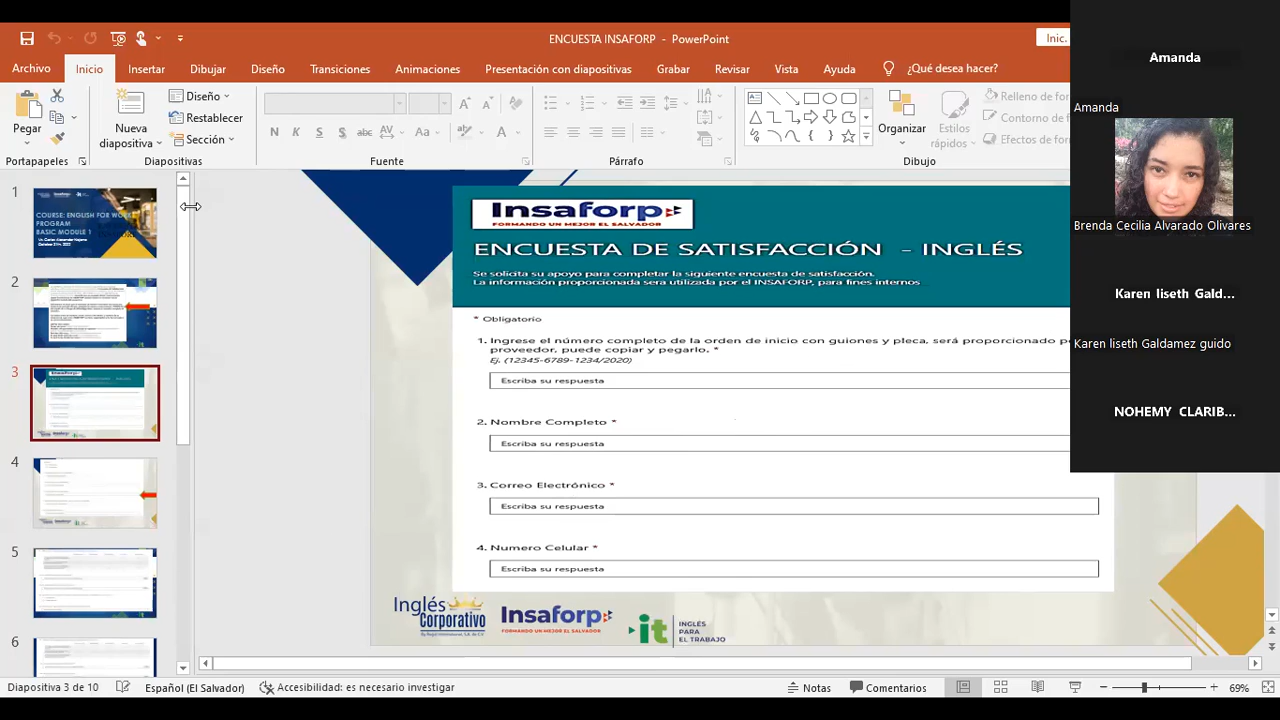 ENCUESTA INSAFORP - PowerPoint
Inic.
Archivo
Inicio
Insertar
Dibujar
Diseño
Transiciones
Animaciones
Presentación con diapositivas
Grabar
Revisar
Vista
Ayuda
¿Qué desea hacer?
Pegar
Nueva diapositiva
Diseño
Restablecer
Sección
Organizar
Estilos rápidos
Relleno de for
Contorno de f
Efectos de form
Portapapeles
Diapositivas
Fuente
Párrafo
Dibujo
1
COURSE: ENGLISH FOR WORK
PROGRAM
BASIC MODULE 1
2
3
4
5
6
Insaforp
FORMANDO UN MEJOR EL SALVADOR
ENCUESTA DE SATISFACCIÓN - INGLÉS
Se solicita su apoyo para completar la siguiente encuesta de satisfacción.
La información proporcionada sera utilizada por el INSAFORP, para fines internos
* Obligatorio
1. Ingrese el número completo de la orden de inicio con guiones y pleca, será proporcionado p
proveedor, puede copiar y pegarlo. *
Ej. (12345-6789-1234/2020)
Escriba su respuesta
2. Nombre Completo *
Escriba su respuesta
3. Correo Electrónico *
Escriba su respuesta
4. Numero Celular *
Escriba su respuesta
Inglés
Corporativo
Insaforp
FORMANDO UN MEJOR EL SALVADOR
it
INGLÉS
PARA
EL TRABAJO
Amanda
Amanda
Brenda Cecilia Alvarado Olivares
Karen liseth Gald...
Karen liseth Galdamez guido
NOHEMY CLARIB...
Diapositiva 3 de 10
Español (El Salvador)
Accesibilidad: es necesario investigar
Notas
Comentarios
69%